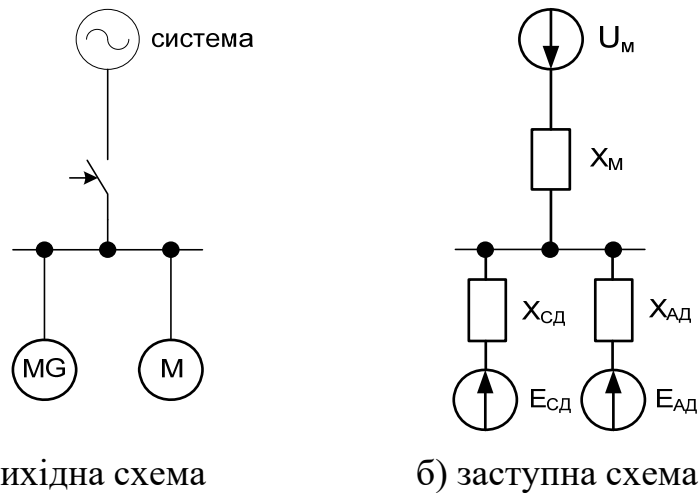 система
MG
M
Uм
XМ
XСД
XАД
EСД
EАД
ихідна схема
б) заступна схема